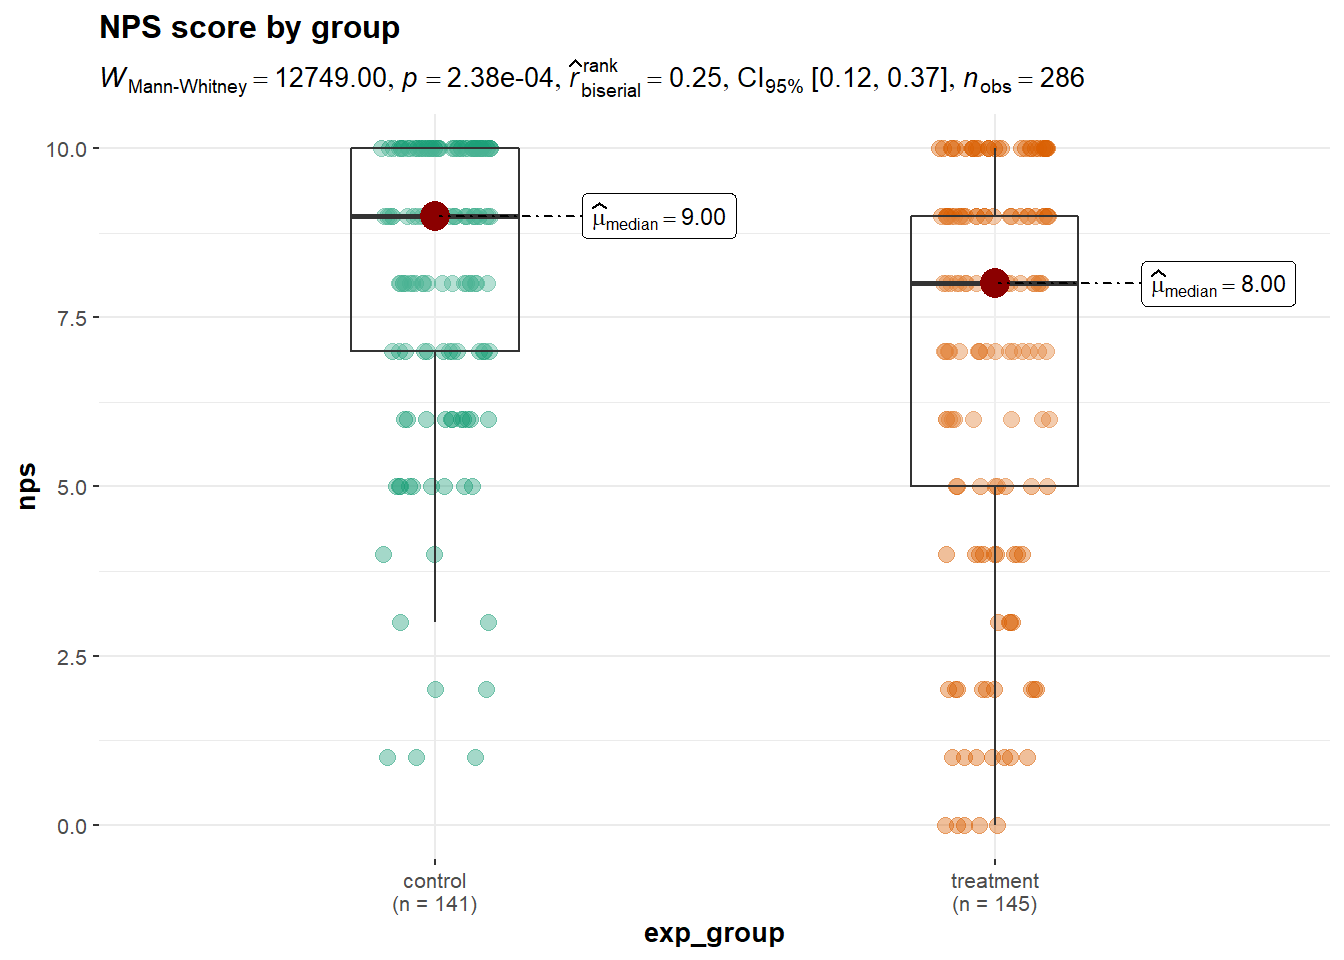 NPS score by group
W Mann-Whitney = 12749.00, p = 2.38e-04, r̂ rank biserial = 0.25, CI95% [0.12, 0.37], n obs = 286
10.0
7.5
5.0
2.5
0.0
nps
μ̂ median = 9.00
μ̂ median = 8.00
control
(n = 141)
treatment
(n = 145)
exp_group